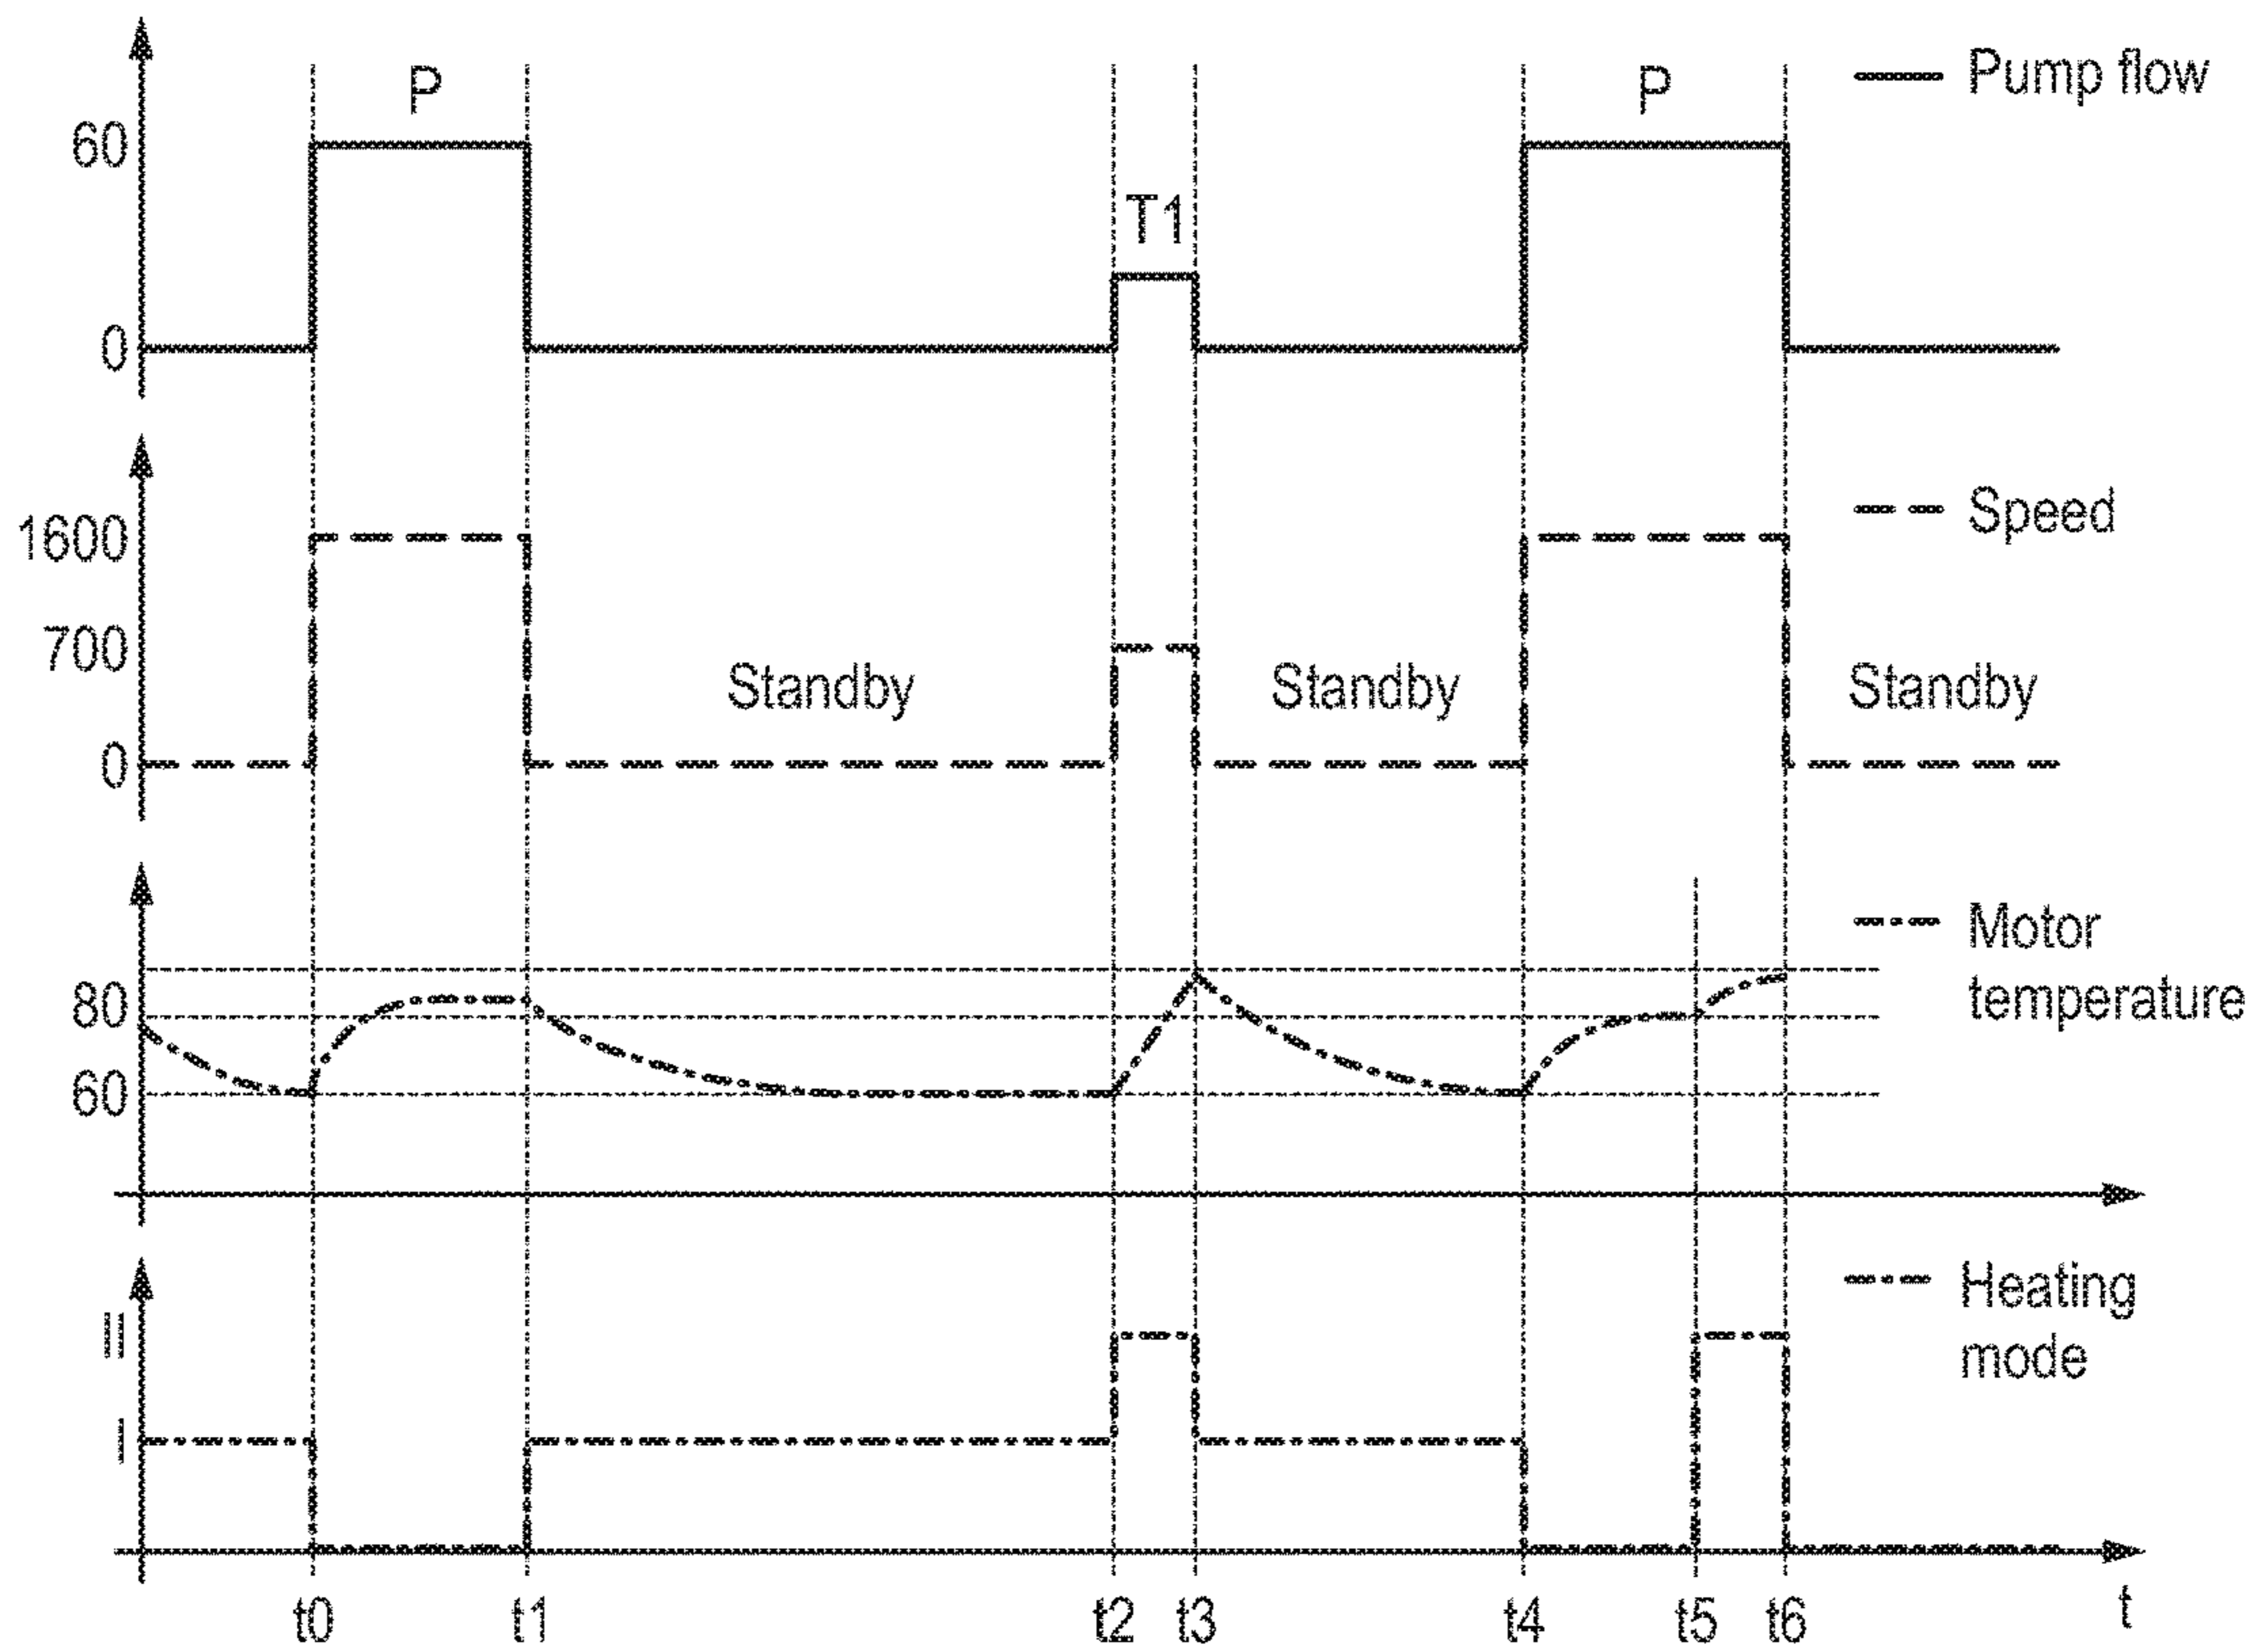 P
P
Pump flow
60
T1
0
1600
Speed
700
Standby
Standby
Standby
0
Motor
temperature
80
60
Heating
mode
II
I
t0
t1
t2
t3
t4
t5
t6
t